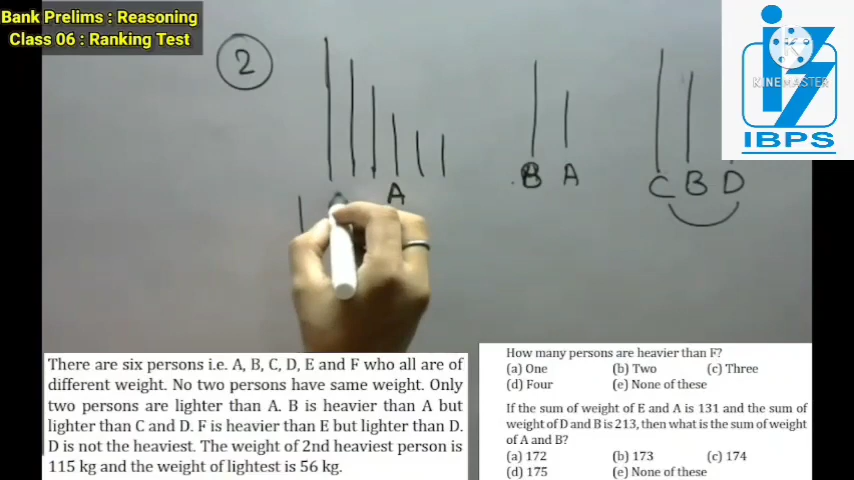 Bank Prelims : Reasoning
Class 06 : Ranking Test
2
KINEMASTER
IBPS
A
B A
C B D
There are six persons i.e. A, B, C, D, E and F who all are of
different weight. No two persons have same weight. Only
two persons are lighter than A. B is heavier than A but
lighter than C and D. F is heavier than E but lighter than D.
D is not the heaviest. The weight of 2nd heaviest person is
115 kg and the weight of lightest is 56 kg.
How many persons are heavier than F?
(a) One (b) Two (c) Three
(d) Four (e) None of these
If the sum of weight of E and A is 131 and the sum of
weight of D and B is 213, then what is the sum of weight
of A and B?
(a) 172 (b) 173 (c) 174
(d) 175 (e) None of these